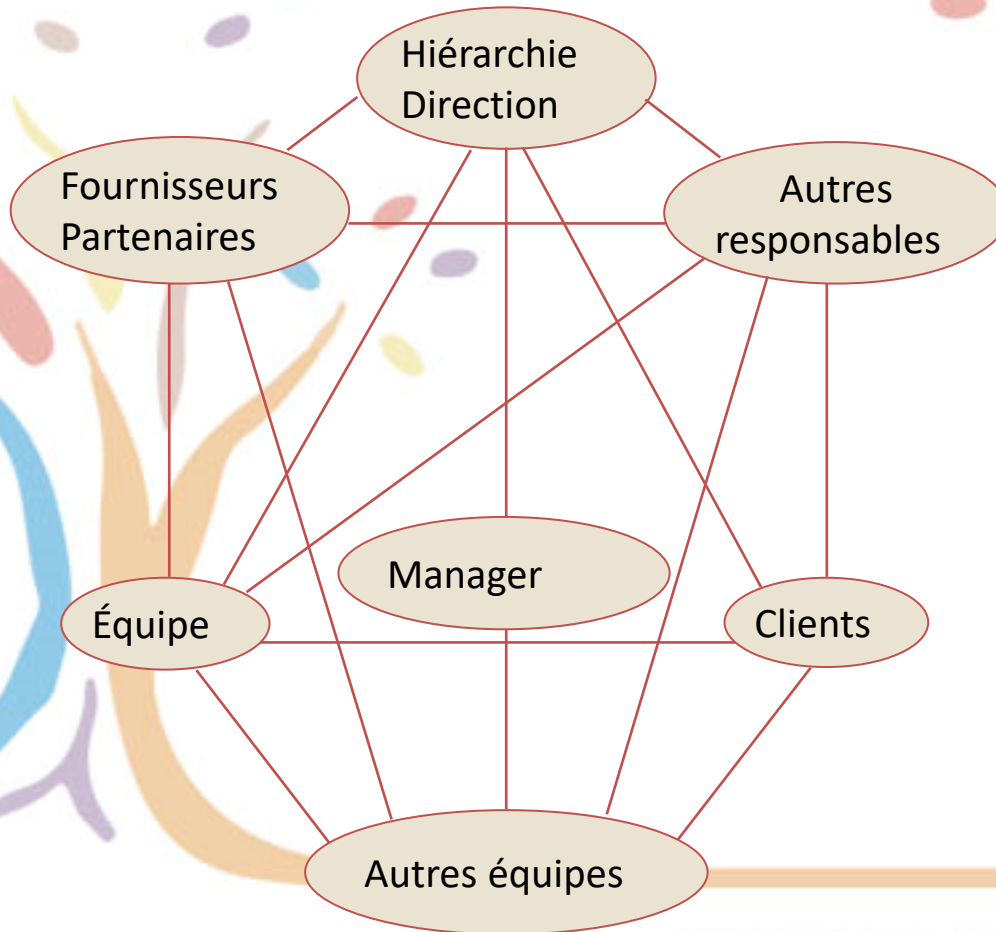 Hiérarchie
Direction
Fournisseurs
Partenaires
Autres
responsables
Manager
Équipe
Clients
Autres équipes